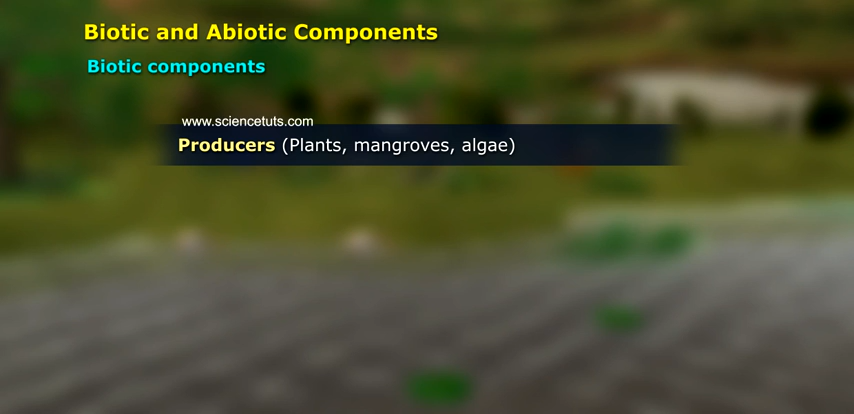 Biotic and Abiotic Components
Biotic components
www.sciencetuts.com
Producers (Plants, mangroves, algae)